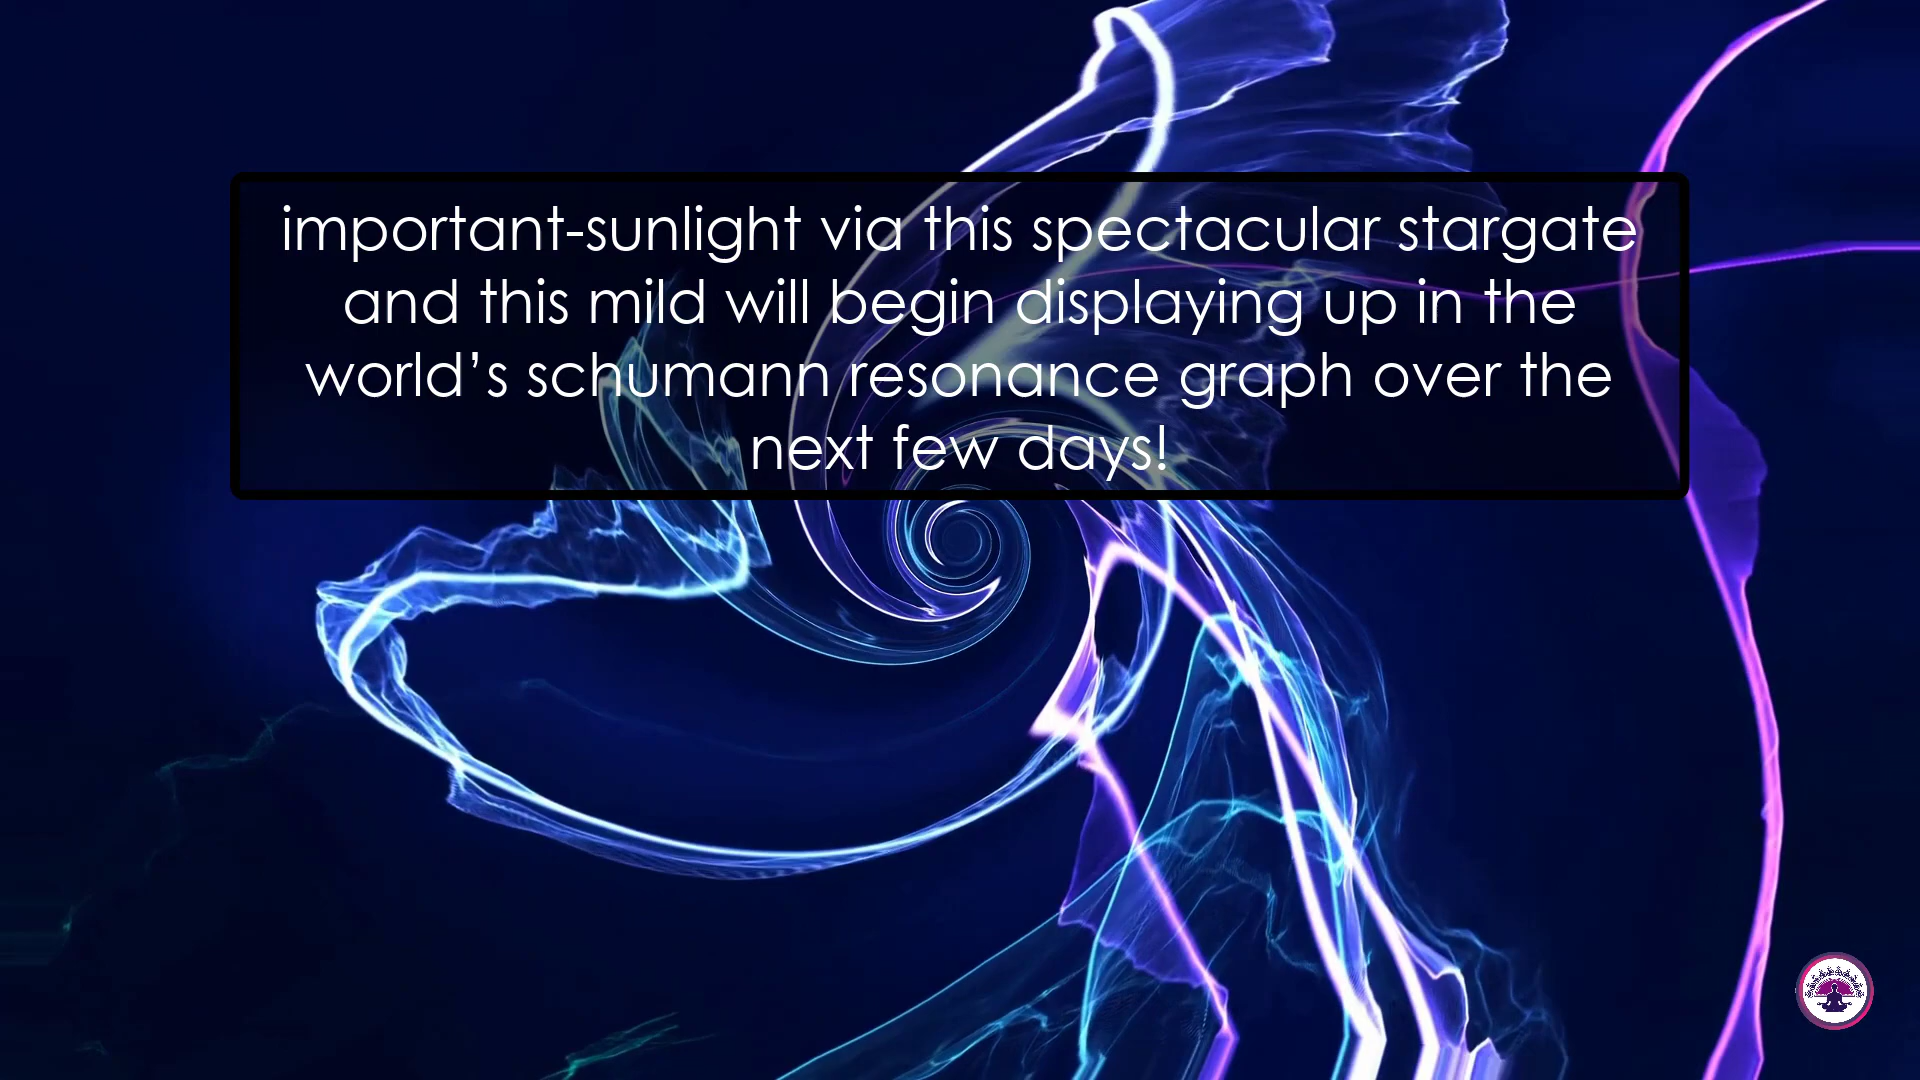 important-sunlight via this spectacular stargate
and this mild will begin displaying up in the
world’s schumann resonance graph over the
next few days!